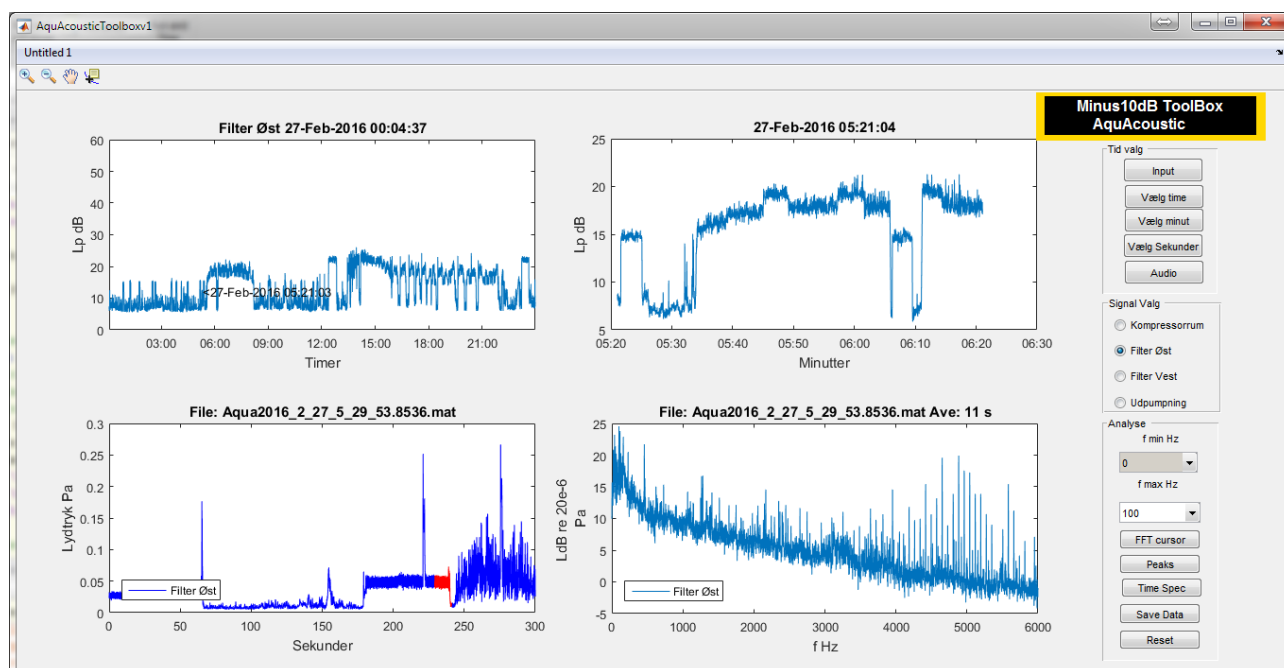 AquAcousticToolboxv1
Untitled 1
Minus10dB ToolBox
AquAcoustic
Filter Øst 27-Feb-2016 00:04:37
60
50
40
30
20
10
0
Lp dB
<27-Feb-2016 05:21:03
03:00 06:00 09:00 12:00 15:00 18:00 21:00
Timer
27-Feb-2016 05:21:04
25
20
15
10
5
Lp dB
05:20 05:30 05:40 05:50 06:00 06:10 06:20 06:30
Minutter
File: Aqua2016_2_27_5_29_53.8536.mat
0.3
0.25
0.2
0.15
0.1
0.05
0
Lydtryk Pa
Filter Øst
0 50 100 150 200 250 300
Sekunder
File: Aqua2016_2_27_5_29_53.8536.mat Ave: 11 s
25
20
15
10
5
0
-5
LdB re 20e-6
Pa
Filter Øst
0 1000 2000 3000 4000 5000 6000
f Hz
Tid valg
Input
Vælg time
Vælg minut
Vælg Sekunder
Audio
Signal Valg
Kompressorrum
Filter Øst
Filter Vest
Udpumpning
Analyse
f min Hz
0
f max Hz
100
FFT cursor
Peaks
Time Spec
Save Data
Reset